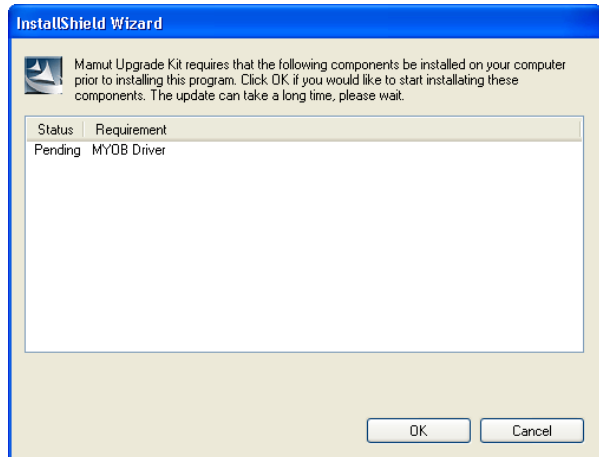 InstallShield Wizard
Mamut Upgrade Kit requires that the following components be installed on your computer
prior to installing this program. Click OK if you would like to start installating these
components. The update can take a long time, please wait.
Status Requirement
Pending MYOB Driver
OK Cancel